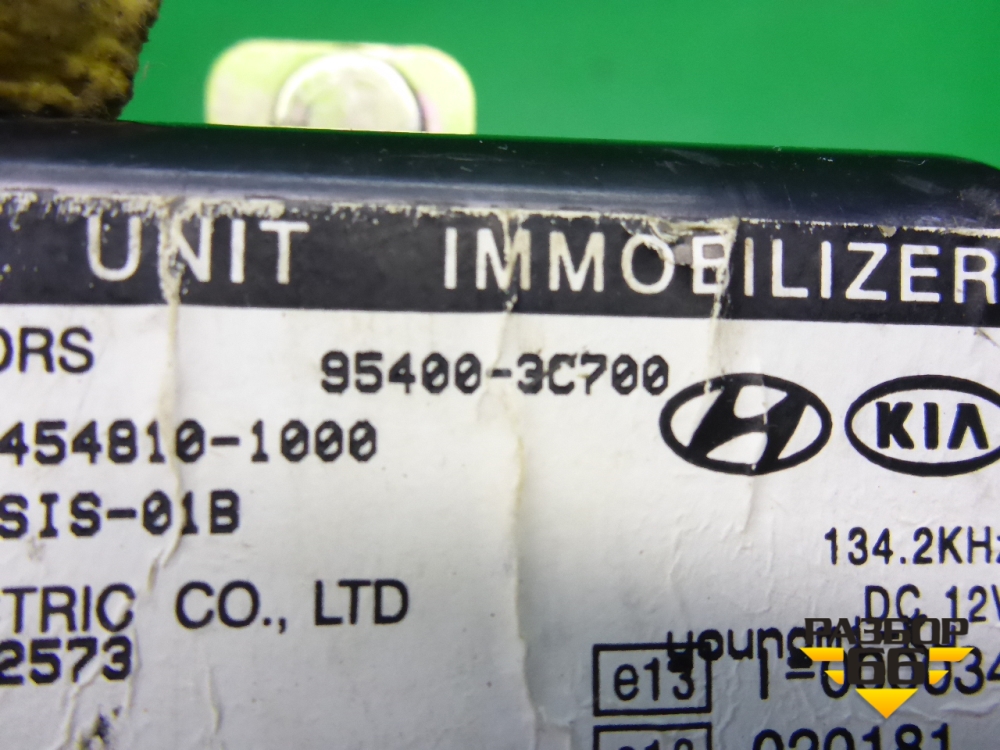 UNIT IMMOBILIZER
ORS 95400-3C700
454810-1000 KIA
SIS-01B
134.2KHz
TRIC CO., LTD DC 12V
2573
РАЗБОР
66
e13
020181